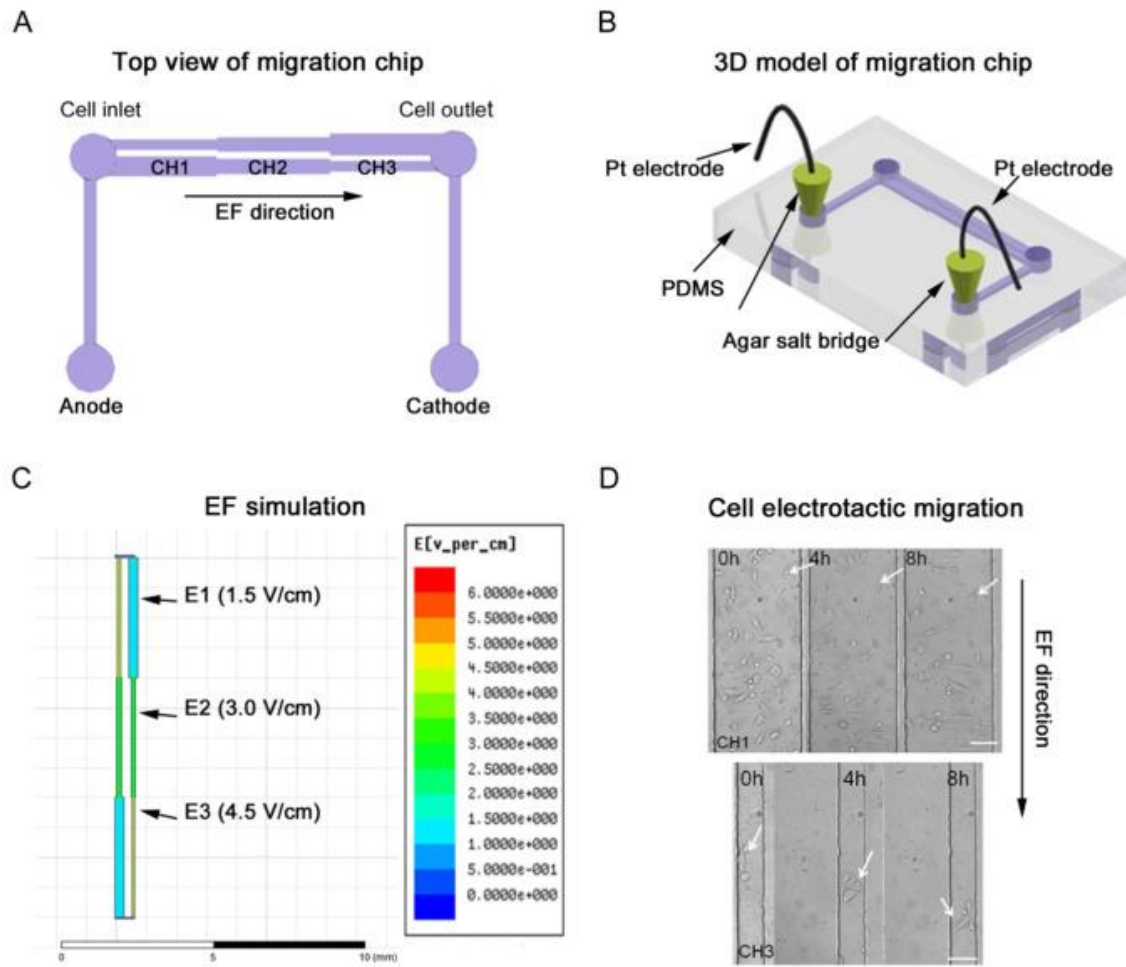 A
Top view of migration chip
Cell inlet
Cell outlet
CH1
CH2
CH3
EF direction
Anode
Cathode
B
3D model of migration chip
Pt electrode
Pt electrode
PDMS
Agar salt bridge
C
EF simulation
E1 (1.5 V/cm)
E2 (3.0 V/cm)
E3 (4.5 V/cm)
0
5
10 (mm)
E[v_per_cm]
6.0000e+000
5.5000e+000
5.0000e+000
4.5000e+000
4.0000e+000
3.5000e+000
3.0000e+000
2.5000e+000
2.0000e+000
1.5000e+000
1.0000e+000
5.0000e-001
0.0000e+000
D
Cell electrotactic migration
0h
4h
8h
CH1
0h
4h
8h
CH3
EF direction